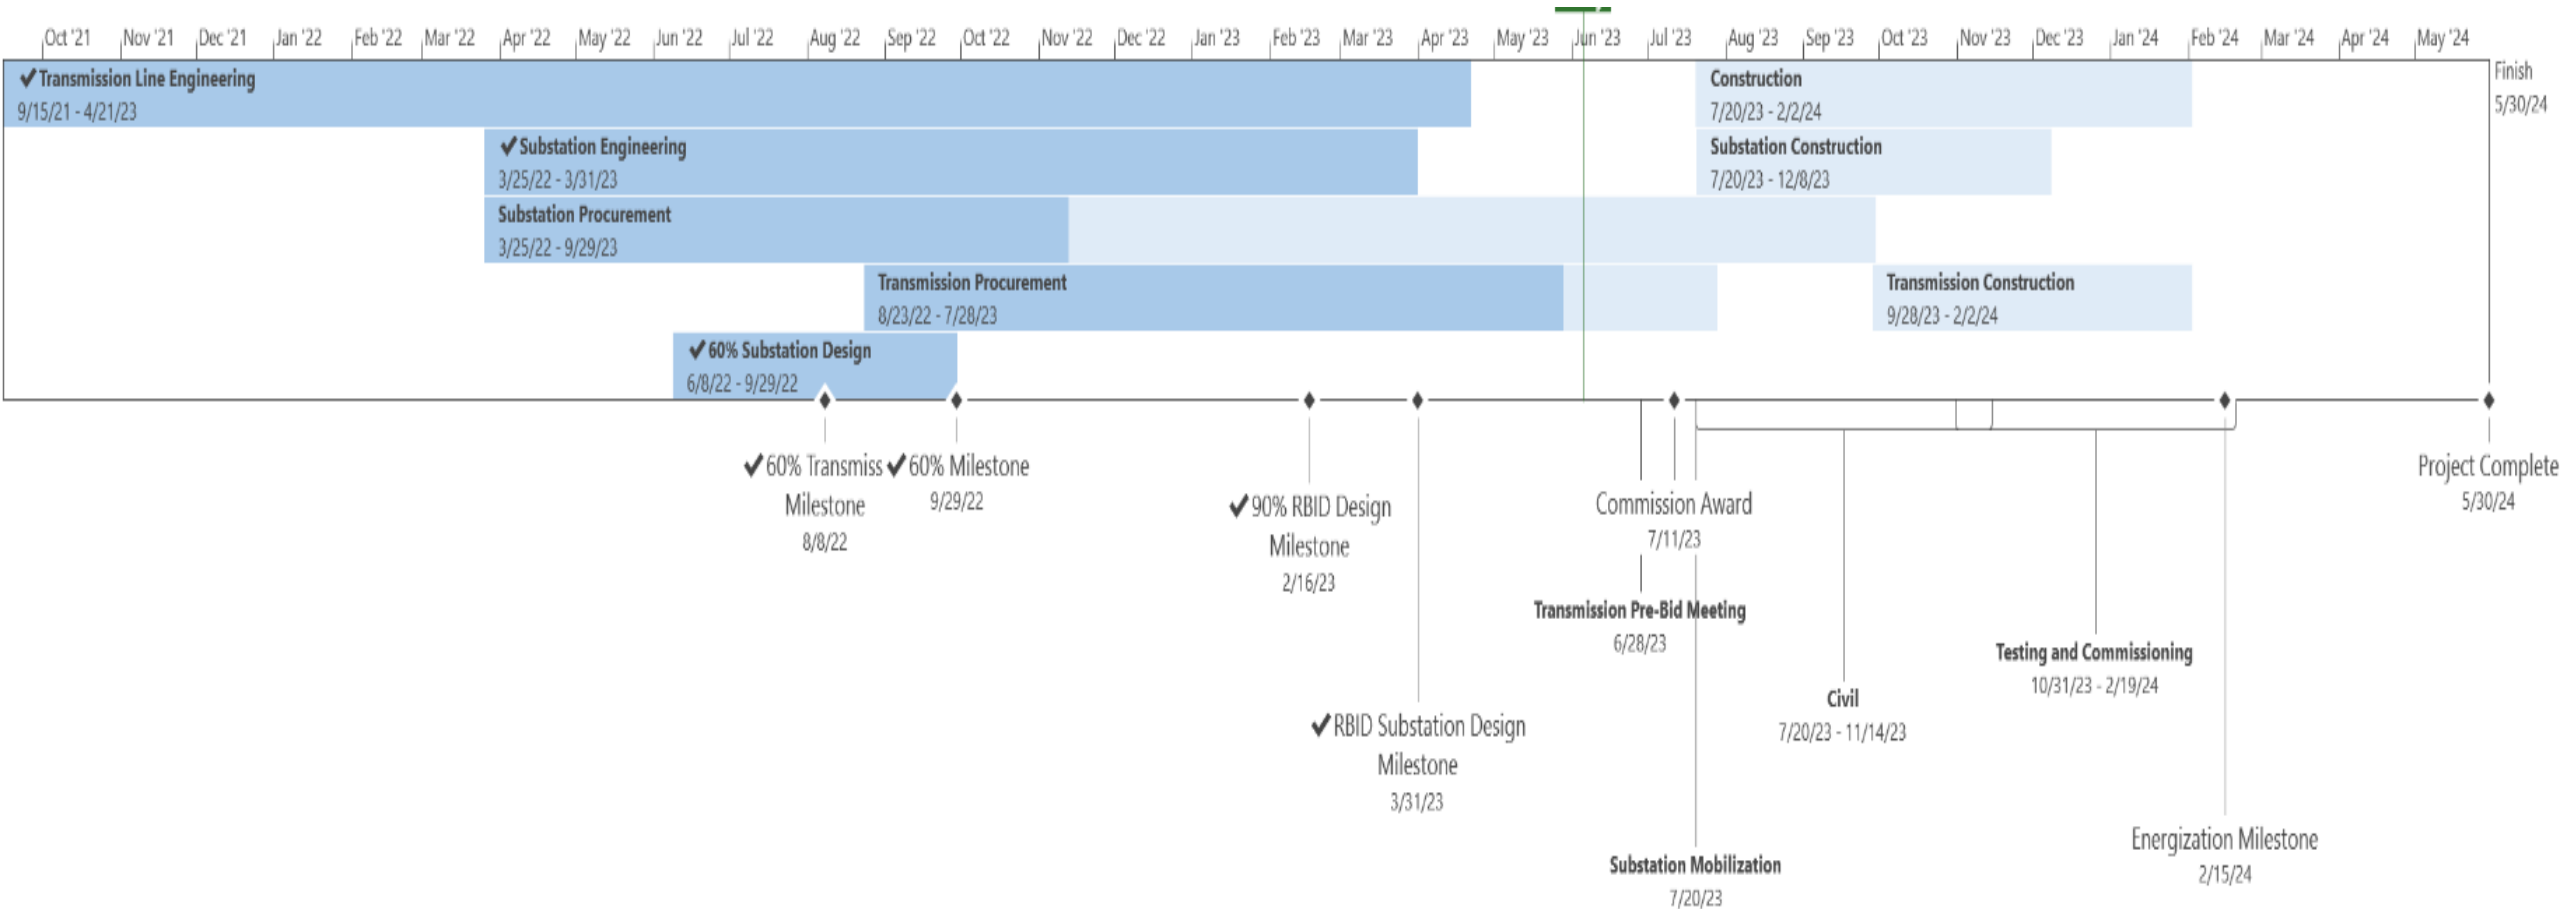 Oct '21 Nov '21 Dec '21 Jan '22 Feb '22 Mar '22 Apr '22 May '22 Jun '22 Jul '22 Aug '22 Sep '22 Oct '22 Nov '22 Dec '22 Jan '23 Feb '23 Mar '23 Apr '23 May '23 Jun '23 Jul '23 Aug '23 Sep '23 Oct '23 Nov '23 Dec '23 Jan '24 Feb '24 Mar '24 Apr '24 May '24
✔Transmission Line Engineering
9/15/21 - 4/21/23
Construction
7/20/23 - 2/2/24
Finish
5/30/24
✔Substation Engineering
3/25/22 - 3/31/23
Substation Construction
7/20/23 - 12/8/23
Substation Procurement
3/25/22 - 9/29/23
Transmission Procurement
8/23/22 - 7/28/23
Transmission Construction
9/28/23 - 2/2/24
✔60% Substation Design
6/8/22 - 9/29/22
✔60% Transmiss
Milestone
8/8/22
✔60% Milestone
9/29/22
✔90% RBID Design
Milestone
2/16/23
✔RBID Substation Design
Milestone
3/31/23
Commission Award
7/11/23
Transmission Pre-Bid Meeting
6/28/23
Substation Mobilization
7/20/23
Civil
7/20/23 - 11/14/23
Testing and Commissioning
10/31/23 - 2/19/24
Energization Milestone
2/15/24
Project Complete
5/30/24